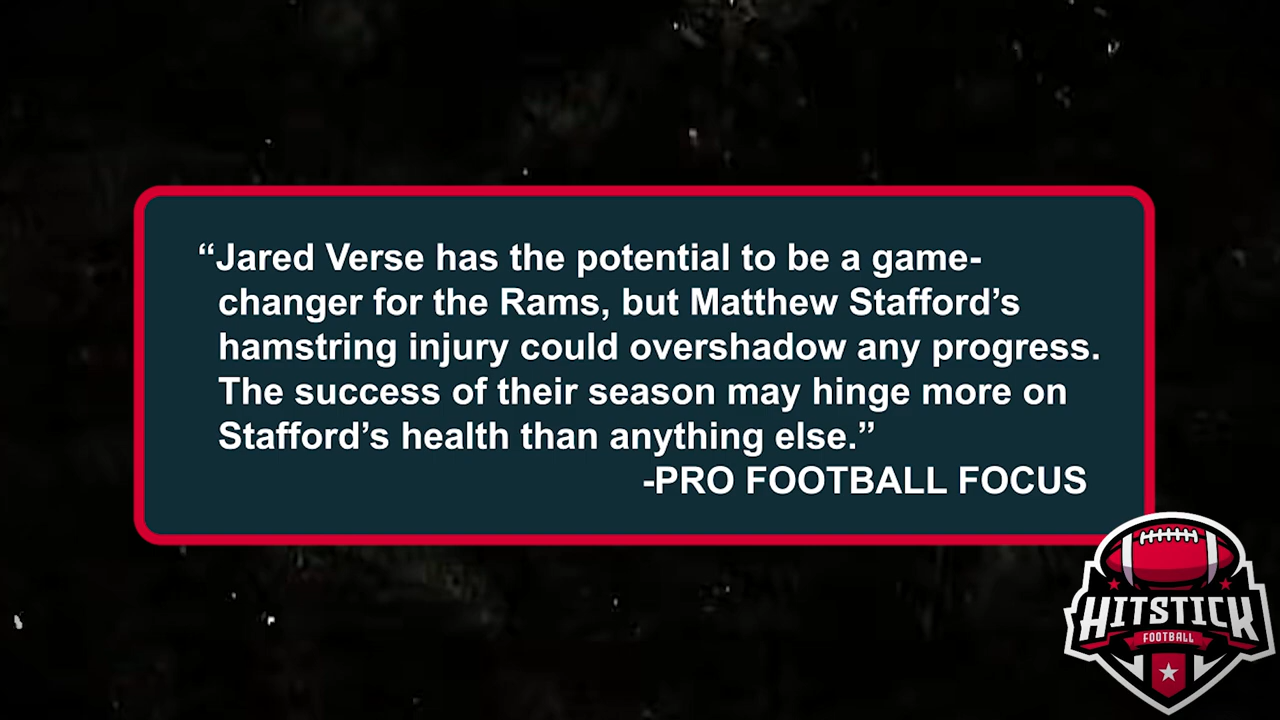 “Jared Verse has the potential to be a game-
changer for the Rams, but Matthew Stafford’s
hamstring injury could overshadow any progress.
The success of their season may hinge more on
Stafford’s health than anything else.”
-PRO FOOTBALL FOCUS
HITSTICK
FOOTBALL